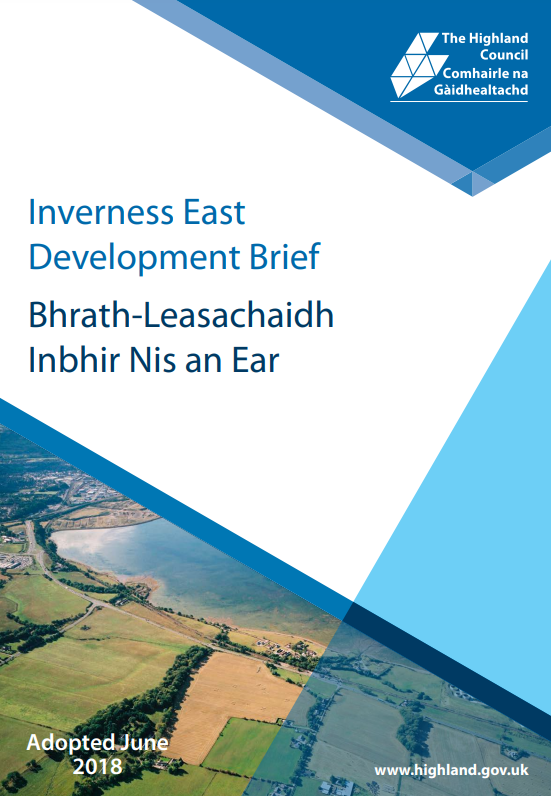 The Highland
Council
Comhairle na
Gàidhealtachd
Inverness East
Development Brief
Bhrath-Leasachaidh
Inbhir Nis an Ear
Adopted June
2018
www.highland.gov.uk